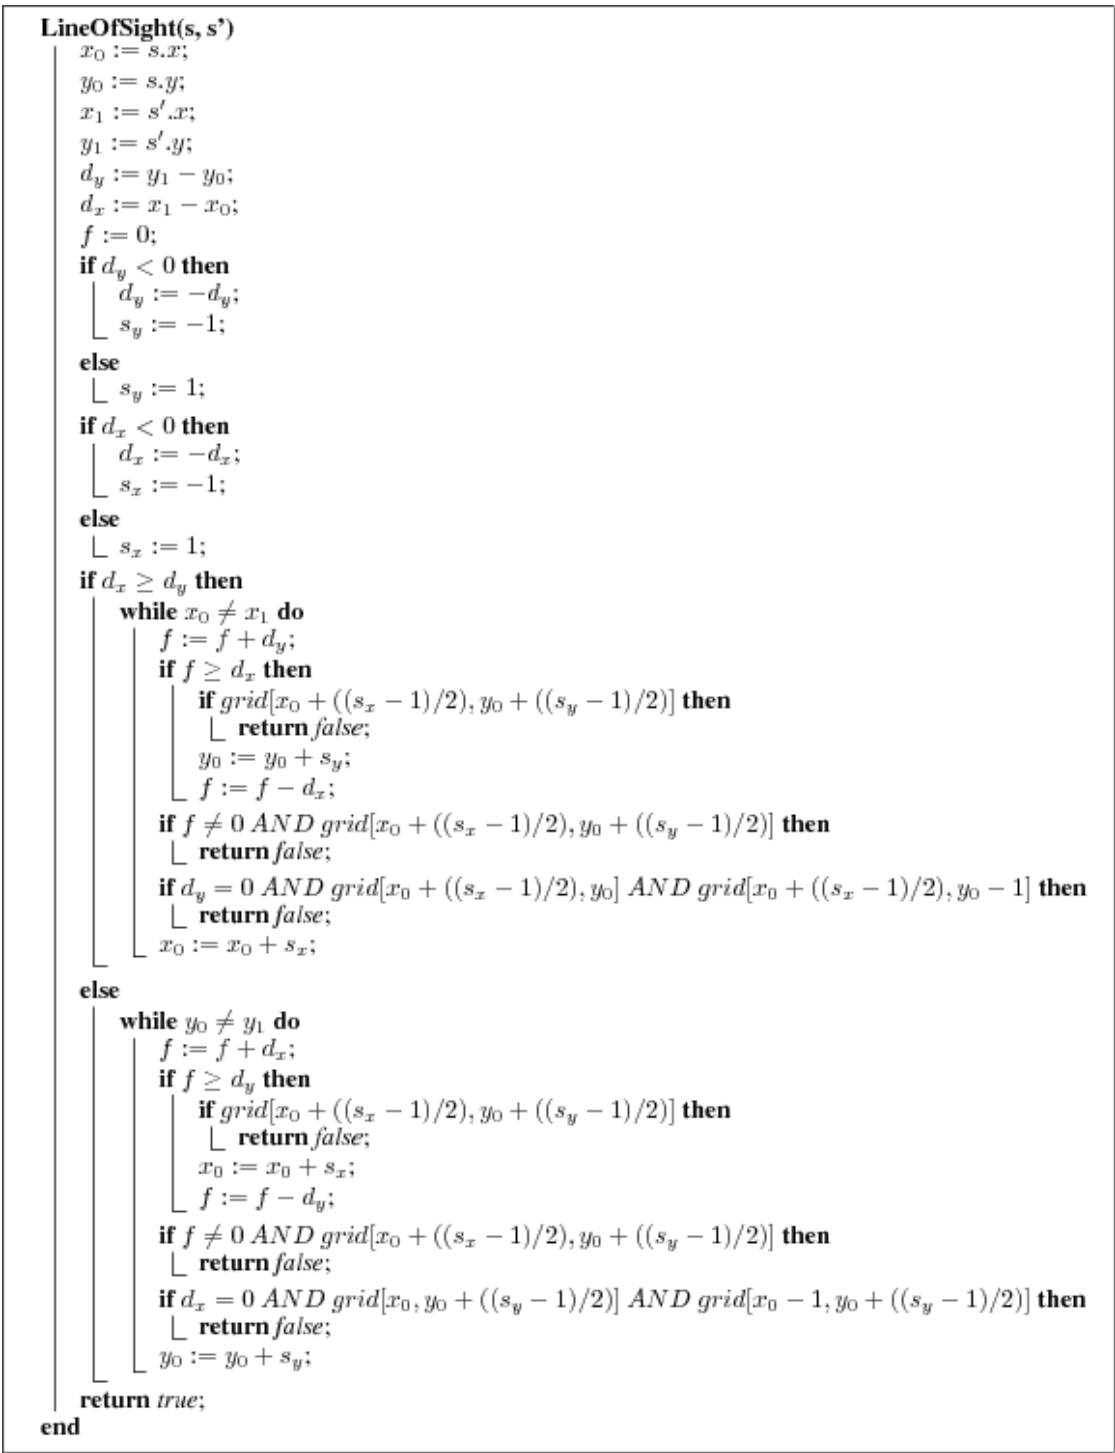 LineOfSight(s, s’)
x₀ := s.x;
y₀ := s.y;
x₁ := s′.x;
y₁ := s′.y;
d_y := y₁ − y₀;
d_x := x₁ − x₀;
f := 0;
if d_y < 0 then
d_y := −d_y;
s_y := −1;
else
s_y := 1;
if d_x < 0 then
d_x := −d_x;
s_x := −1;
else
s_x := 1;
if d_x ≥ d_y then
while x₀ ≠ x₁ do
f := f + d_y;
if f ≥ d_x then
if grid[x₀ + ((s_x − 1)/2), y₀ + ((s_y − 1)/2)] then
return false;
y₀ := y₀ + s_y;
f := f − d_x;
if f ≠ 0 AND grid[x₀ + ((s_x − 1)/2), y₀ + ((s_y − 1)/2)] then
return false;
if d_y = 0 AND grid[x₀ + ((s_x − 1)/2), y₀] AND grid[x₀ + ((s_x − 1)/2), y₀ − 1] then
return false;
x₀ := x₀ + s_x;
else
while y₀ ≠ y₁ do
f := f + d_x;
if f ≥ d_y then
if grid[x₀ + ((s_x − 1)/2), y₀ + ((s_y − 1)/2)] then
return false;
x₀ := x₀ + s_x;
f := f − d_y;
if f ≠ 0 AND grid[x₀ + ((s_x − 1)/2), y₀ + ((s_y − 1)/2)] then
return false;
if d_x = 0 AND grid[x₀, y₀ + ((s_y − 1)/2)] AND grid[x₀ − 1, y₀ + ((s_y − 1)/2)] then
return false;
y₀ := y₀ + s_y;
return true;
end